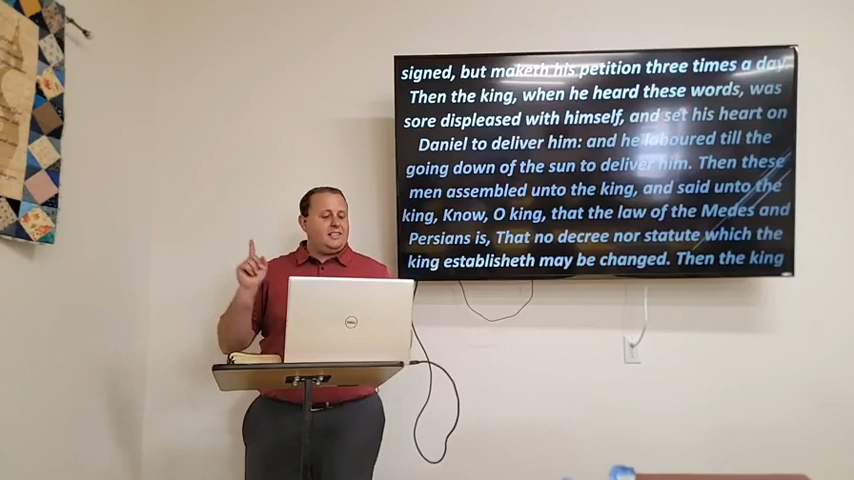 signed, but maketh his petition three times a day.
Then the king, when he heard these words, was
sore displeased with himself, and set his heart on
Daniel to deliver him: and he laboured till the
going down of the sun to deliver him. Then these
men assembled unto the king, and said unto the
king, Know, O king, that the law of the Medes and
Persians is, That no decree nor statute which the
king establisheth may be changed. Then the king
DELL